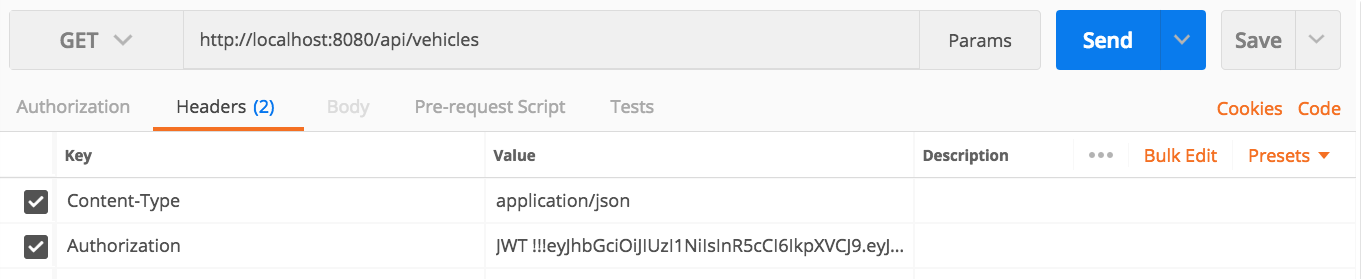 GET http://localhost:8080/api/vehicles Params Send Save
Authorization Headers (2) Body Pre-request Script Tests Cookies Code
Key Value Description ••• Bulk Edit Presets
Content-Type application/json
Authorization JWT !!!eyJhbGciOiJIUzI1NiIsInR5cCI6IkpXVCJ9.eyJ...